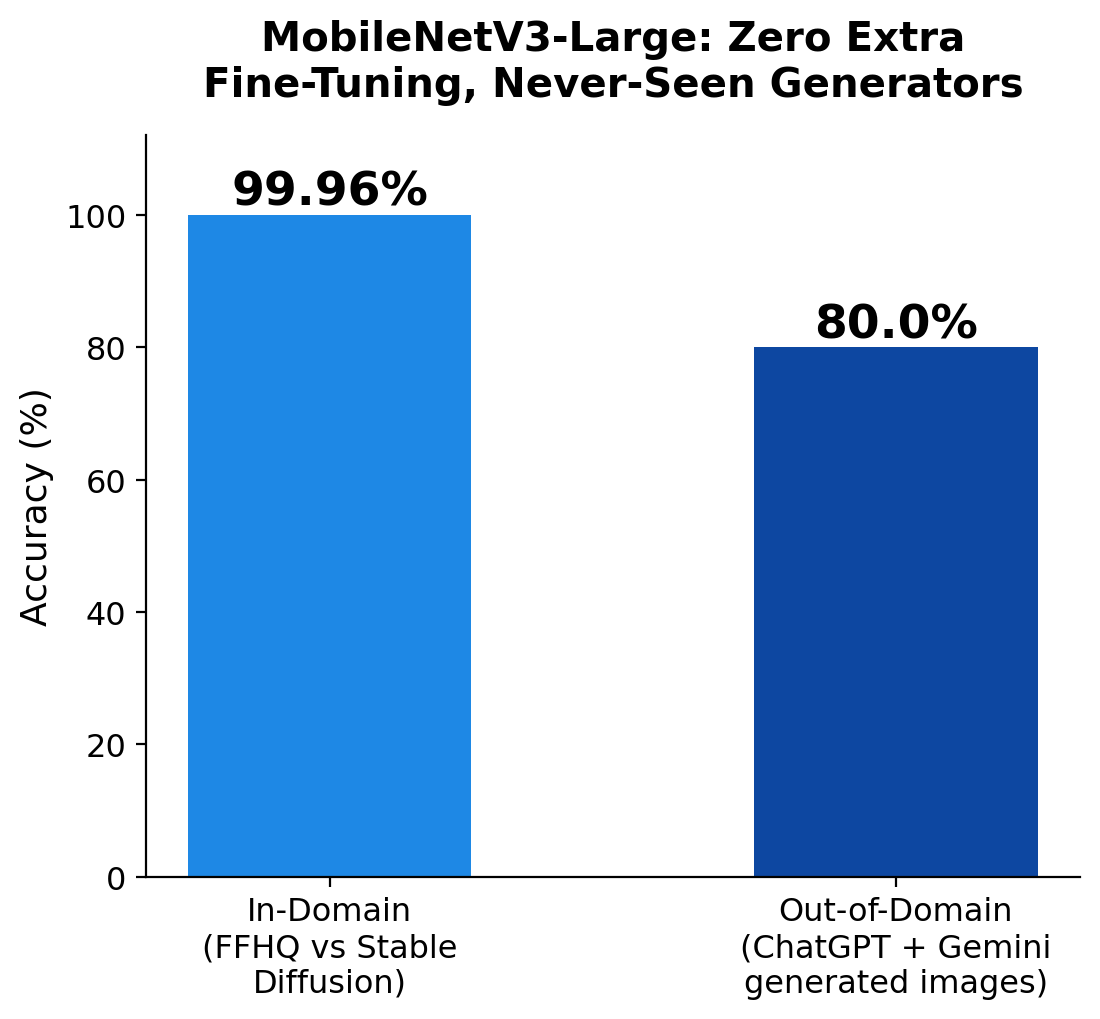 MobileNetV3-Large: Zero Extra
Fine-Tuning, Never-Seen Generators
99.96%
80.0%
Accuracy (%)
100
80
60
40
20
0
In-Domain
(FFHQ vs Stable
Diffusion)
Out-of-Domain
(ChatGPT + Gemini
generated images)